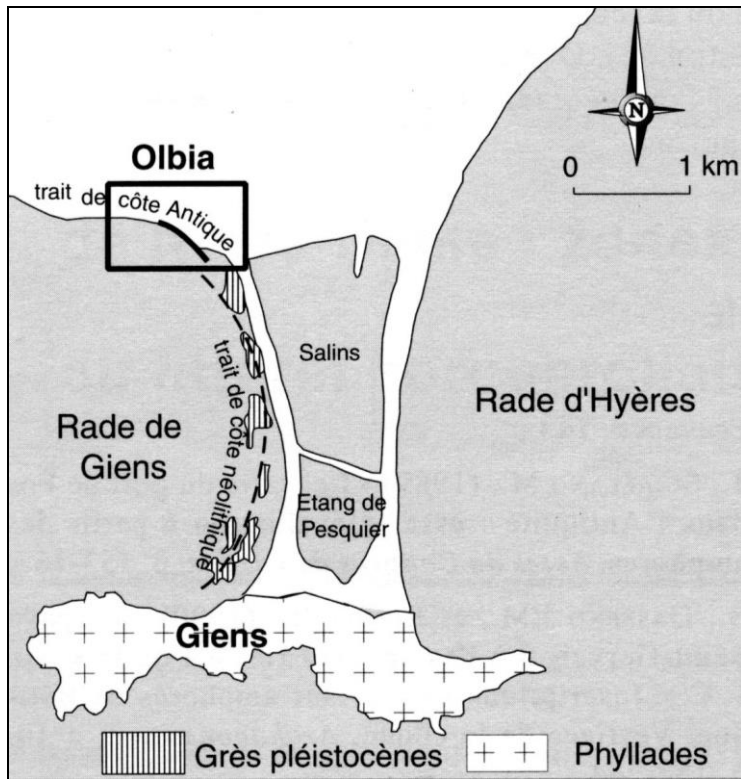 N
0 1 km
Olbia
trait de côte Antique
Salins
trait de côte néolithique
Rade de
Giens
Rade d'Hyères
Etang de
Pesquier
Giens
Grès pléistocènes
Phyllades